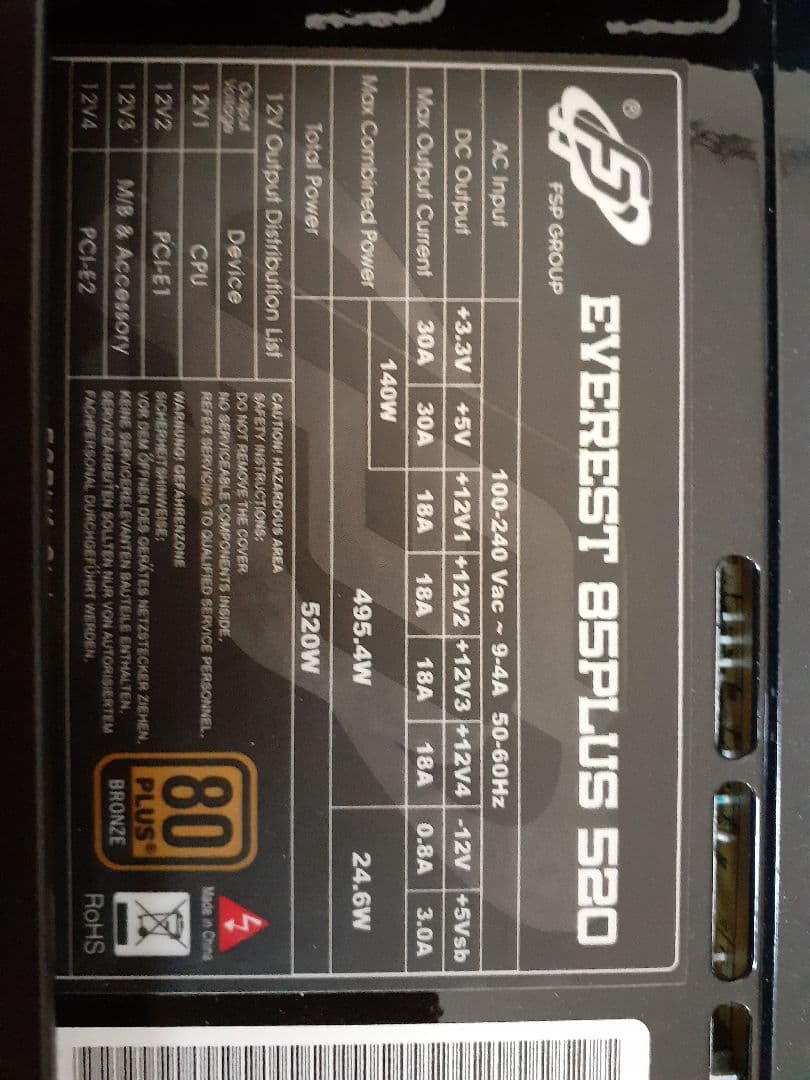 FSP GROUP
EVEREST 85PLUS 520
AC Input 100-240 Vac ~ 9-4A 50-60Hz
DC Output +3.3V +5V +12V1 +12V2 +12V3 +12V4 -12V +5Vsb
Max Output Current 30A 30A 18A 18A 18A 18A 0.8A 3.0A
Max Combined Power 140W 495.4W 24.6W
Total Power 520W
12V Output Distribution List
Output Voltage Device
12V1 CPU
12V2 PCI-E1
12V3 M/B & Accessory
12V4 PCI-E2
CAUTION! HAZARDOUS AREA
SAFETY INSTRUCTIONS:
DO NOT REMOVE THE COVER.
NO SERVICEABLE COMPONENTS INSIDE,
REFER SERVICING TO QUALIFIED SERVICE PERSONNEL.
WARNUNG! GEFAHRENZONE
SICHERHEITSHINWEISE:
VOR DEM ÖFFNEN DES GERÄTES NETZSTECKER ZIEHEN.
KEINE SERVICERELEVANTEN BAUTEILE ENTHALTEN.
SERVICEARBEITEN SOLLTEN NUR VON AUTORISIERTEM
FACHPERSONAL DURCHGEFÜHRT WERDEN.
80
PLUS®
BRONZE
Made in China
RoHS